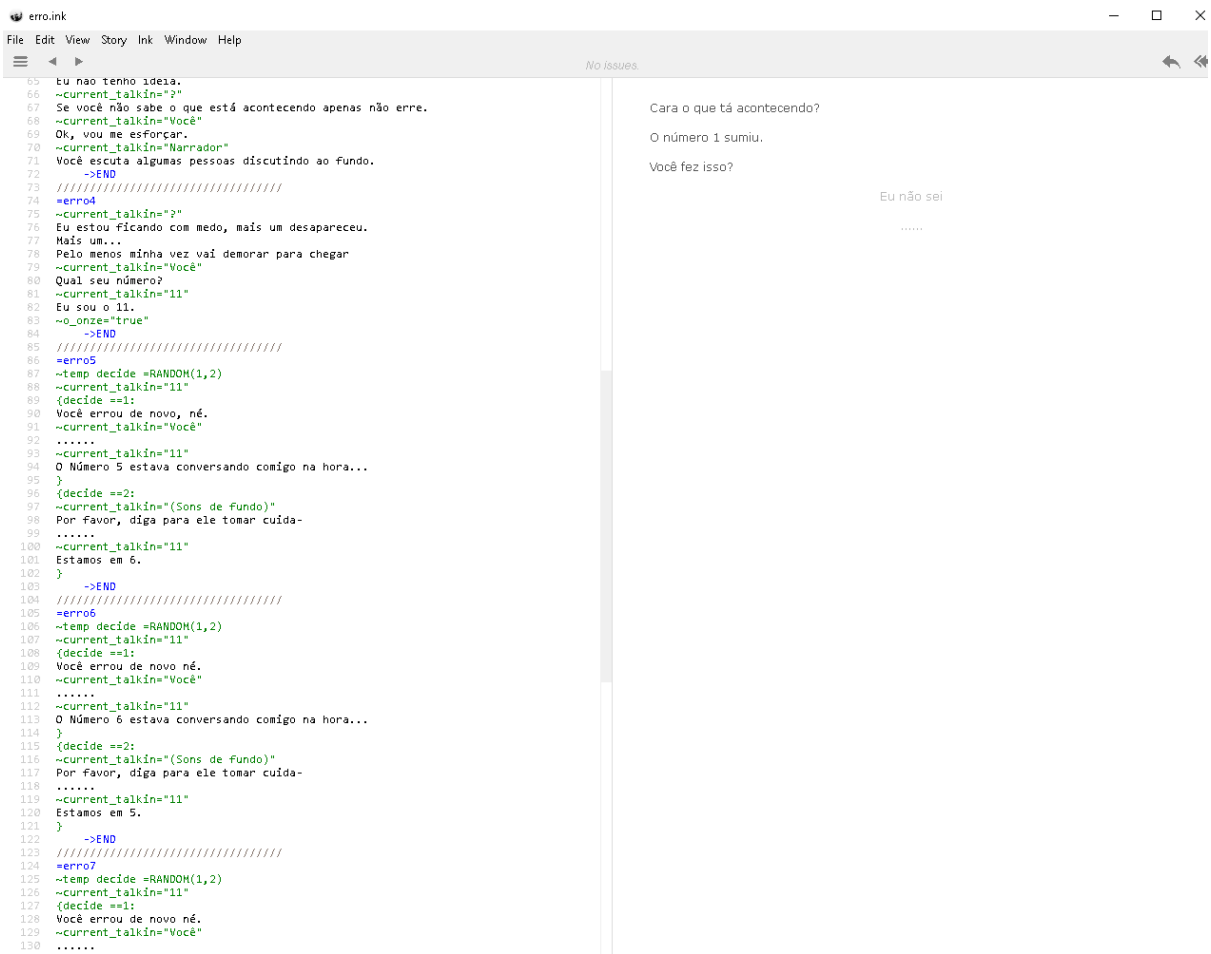 erro.ink
File Edit View Story Ink Window Help
No issues.
65 Eu não tenho ideia.
66 ~current_talkin="?"
67 Se você não sabe o que está acontecendo apenas não erre.
68 ~current_talkin="Você"
69 Ok, vou me esforçar.
70 ~current_talkin="Narrador"
71 Você escuta algumas pessoas discutindo ao fundo.
72 ->END
73 //////////////////////////////////
74 =erro4
75 ~current_talkin="?"
76 Eu estou ficando com medo, mais um desapareceu.
77 Mais um...
78 Pelo menos minha vez vai demorar para chegar
79 ~current_talkin="Você"
80 Qual seu número?
81 ~current_talkin="11"
82 Eu sou o 11.
83 ~o_onze="true"
84 ->END
85 //////////////////////////////////
86 =erro5
87 ~temp decide =RANDOM(1,2)
88 ~current_talkin="11"
89 {decide ==1:
90 Você errou de novo, né.
91 ~current_talkin="Você"
92 ......
93 ~current_talkin="11"
94 O Número 5 estava conversando comigo na hora...
95 }
96 {decide ==2:
97 ~current_talkin="(Sons de fundo)"
98 Por favor, diga para ele tomar cuida-
99 ......
100 ~current_talkin="11"
101 Estamos em 6.
102 }
103 ->END
104 //////////////////////////////////
105 =erro6
106 ~temp decide =RANDOM(1,2)
107 ~current_talkin="11"
108 {decide ==1:
109 Você errou de novo né.
110 ~current_talkin="Você"
111 ......
112 ~current_talkin="11"
113 O Número 6 estava conversando comigo na hora...
114 }
115 {decide ==2:
116 ~current_talkin="(Sons de fundo)"
117 Por favor, diga para ele tomar cuida-
118 ......
119 ~current_talkin="11"
120 Estamos em 5.
121 }
122 ->END
123 //////////////////////////////////
124 =erro7
125 ~temp decide =RANDOM(1,2)
126 ~current_talkin="11"
127 {decide ==1:
128 Você errou de novo né.
129 ~current_talkin="Você"
130 ......
Cara o que tá acontecendo?
O número 1 sumiu.
Você fez isso?
Eu não sei
......